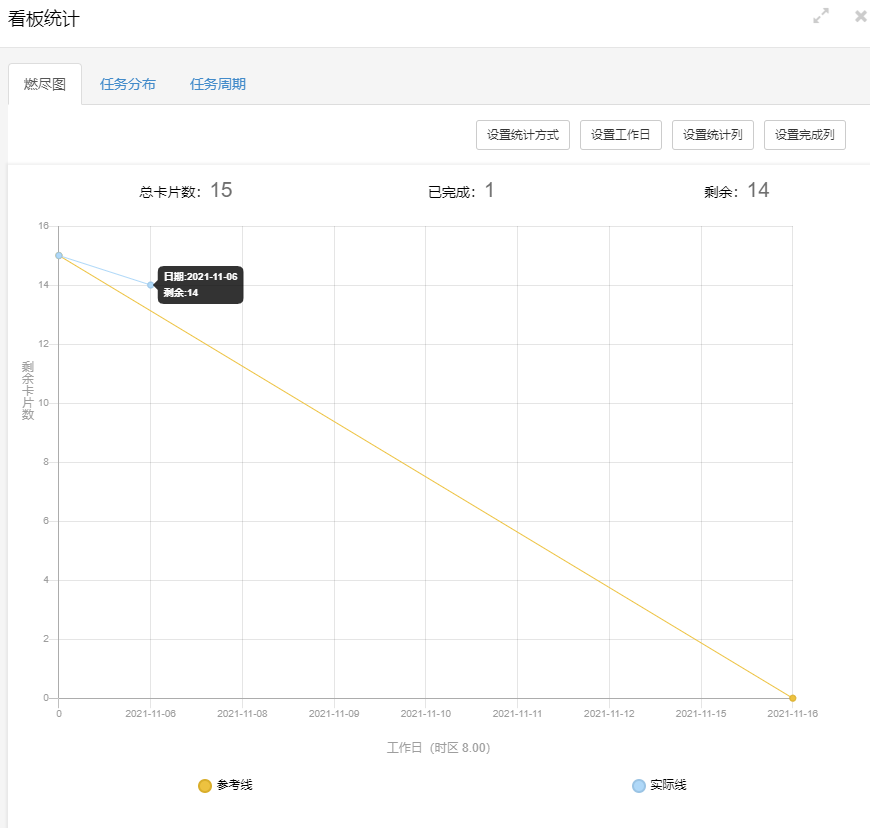 看板统计
燃尽图 任务分布 任务周期
设置统计方式 设置工作日 设置统计列 设置完成列
总卡片数：15 已完成：1 剩余：14
16
日期:2021-11-06
剩余:14
14
12
剩余卡片数
10
8
6
4
2
0
0 2021-11-06 2021-11-08 2021-11-09 2021-11-10 2021-11-11 2021-11-12 2021-11-15 2021-11-16
工作日（时区 8.00）
参考线 实际线